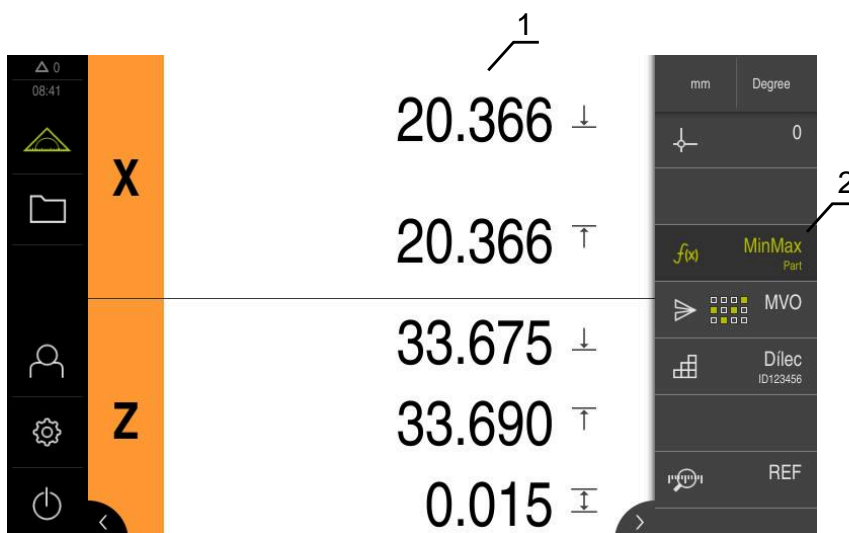 1
0
08:41
X
20.366
20.366
Z
33.675
33.690
0.015
mm Degree
0
2
f(x) MinMax
Part
MVO
Dílec
ID123456
REF